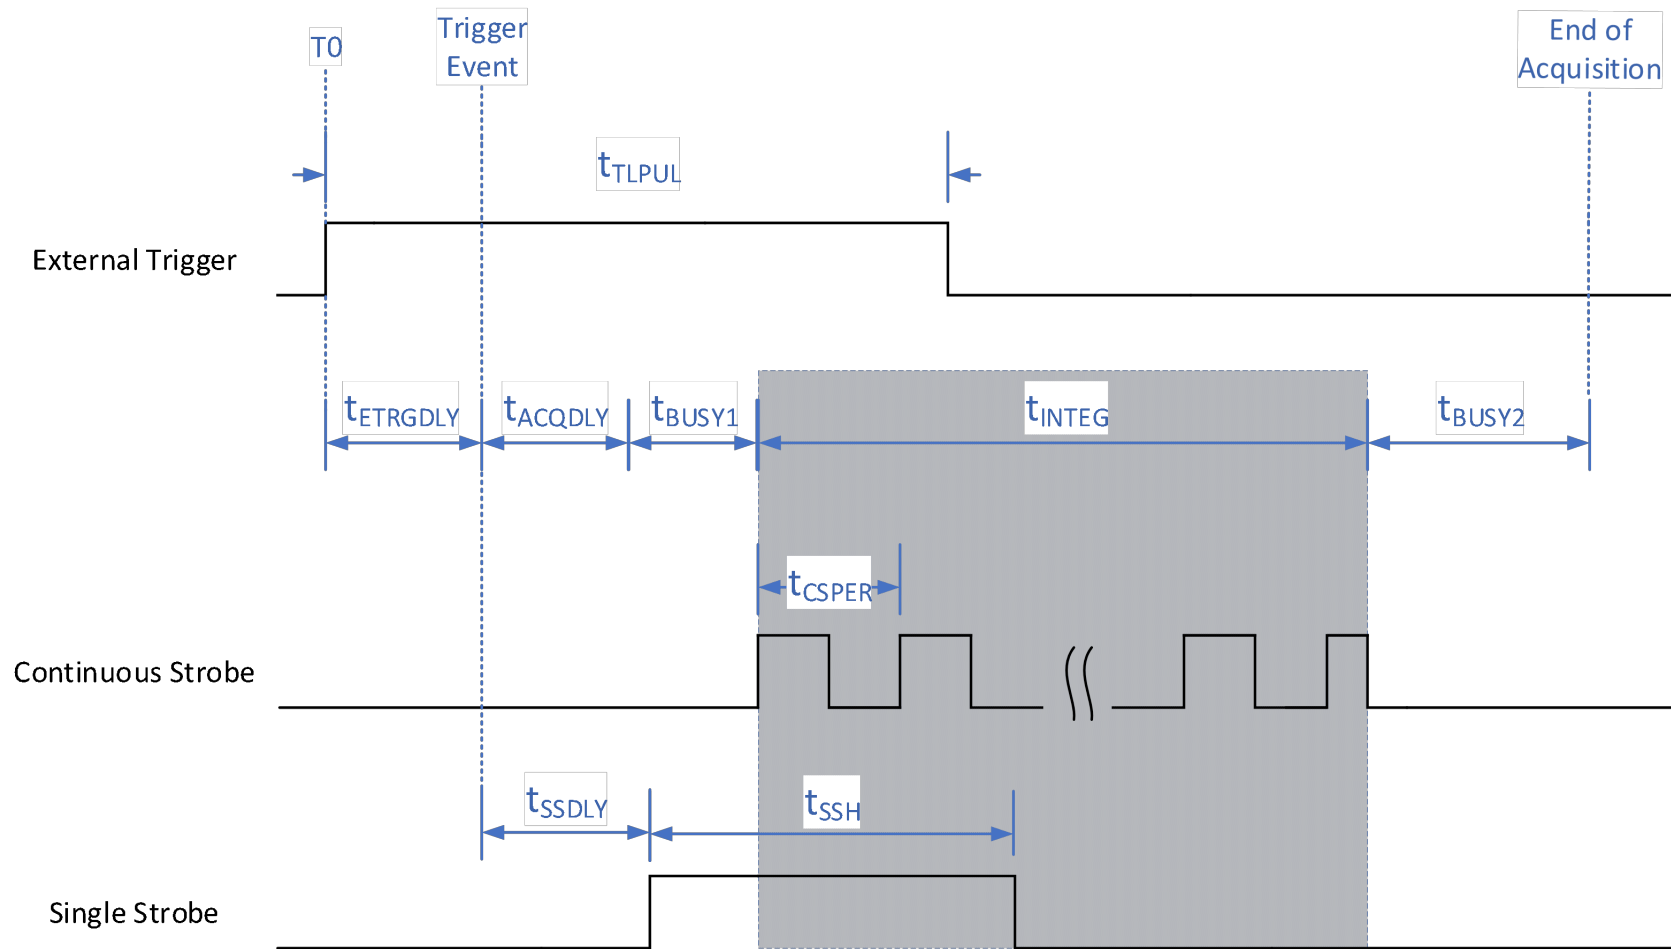 T0
Trigger
Event
End of
Acquisition
tTLPUL
External Trigger
tETRGDLY
tACQDLY
tBUSY1
tINTEG
tBUSY2
tCSPER
Continuous Strobe
tSSDLY
tSSH
Single Strobe